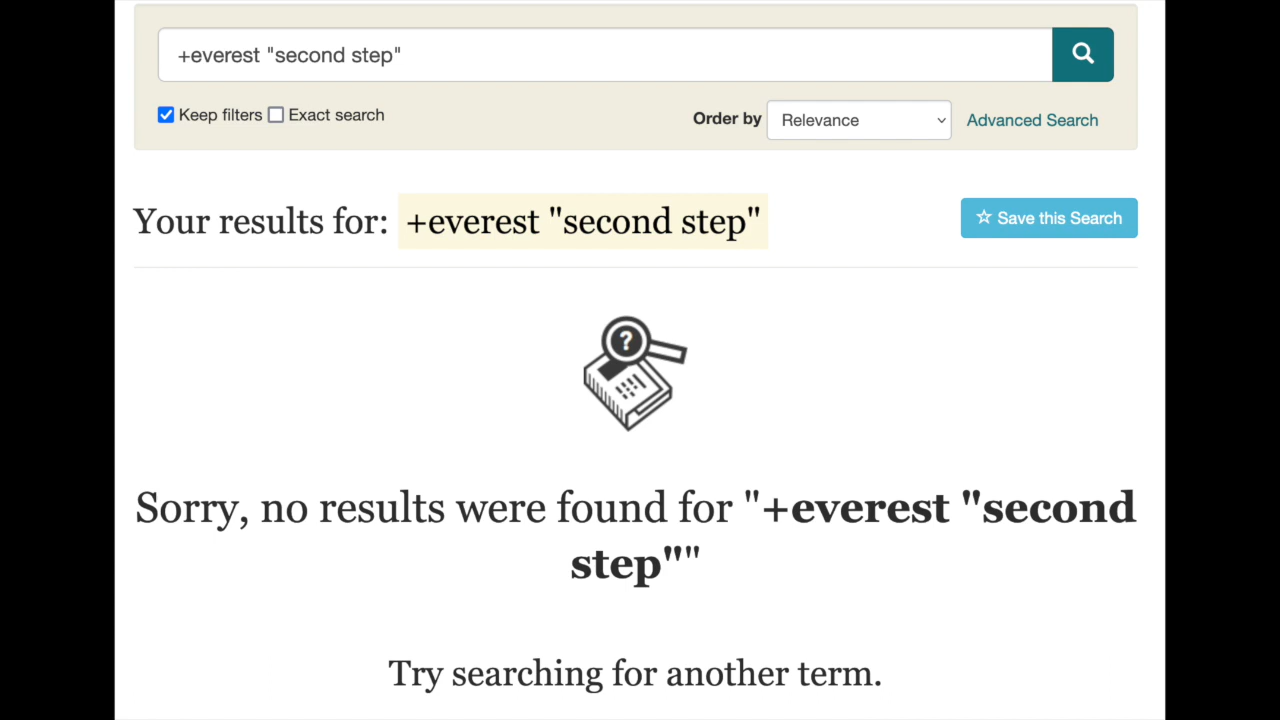 +everest "second step"
Keep filters Exact search
Order by Relevance Advanced Search
Your results for: +everest "second step"
☆ Save this Search
?
Sorry, no results were found for "+everest "second
step""
Try searching for another term.